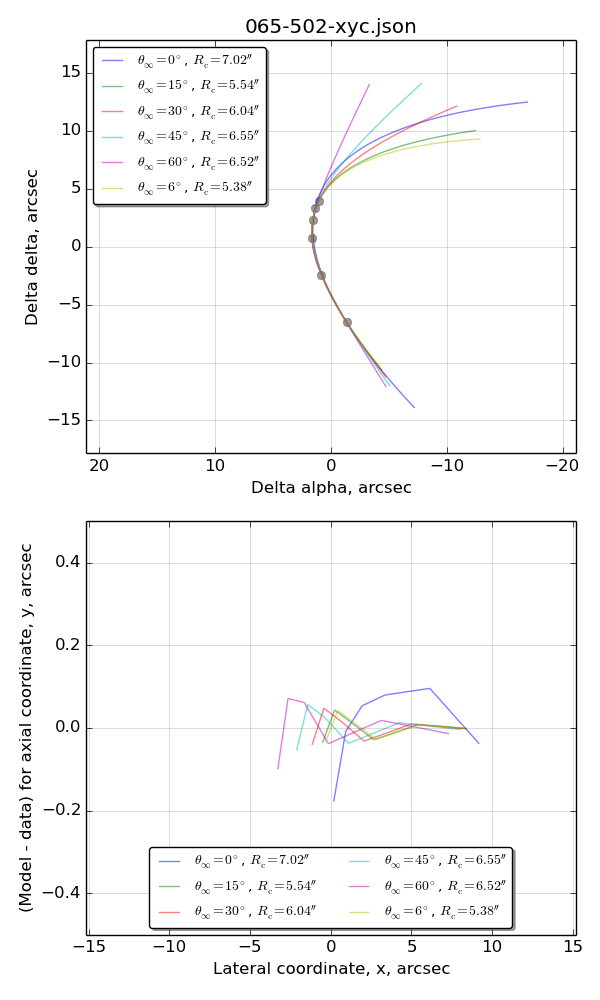 065-502-xyc.json
θ∞=0°, Rc=7.02″
θ∞=15°, Rc=5.54″
θ∞=30°, Rc=6.04″
θ∞=45°, Rc=6.55″
θ∞=60°, Rc=6.52″
θ∞=6°, Rc=5.38″
15
10
5
0
−5
−10
−15
Delta delta, arcsec
20 10 0 −10 −20
Delta alpha, arcsec
0.4
0.2
0.0
−0.2
−0.4
(Model - data) for axial coordinate, y, arcsec
θ∞=0°, Rc=7.02″ θ∞=45°, Rc=6.55″
θ∞=15°, Rc=5.54″ θ∞=60°, Rc=6.52″
θ∞=30°, Rc=6.04″ θ∞=6°, Rc=5.38″
−15 −10 −5 0 5 10 15
Lateral coordinate, x, arcsec